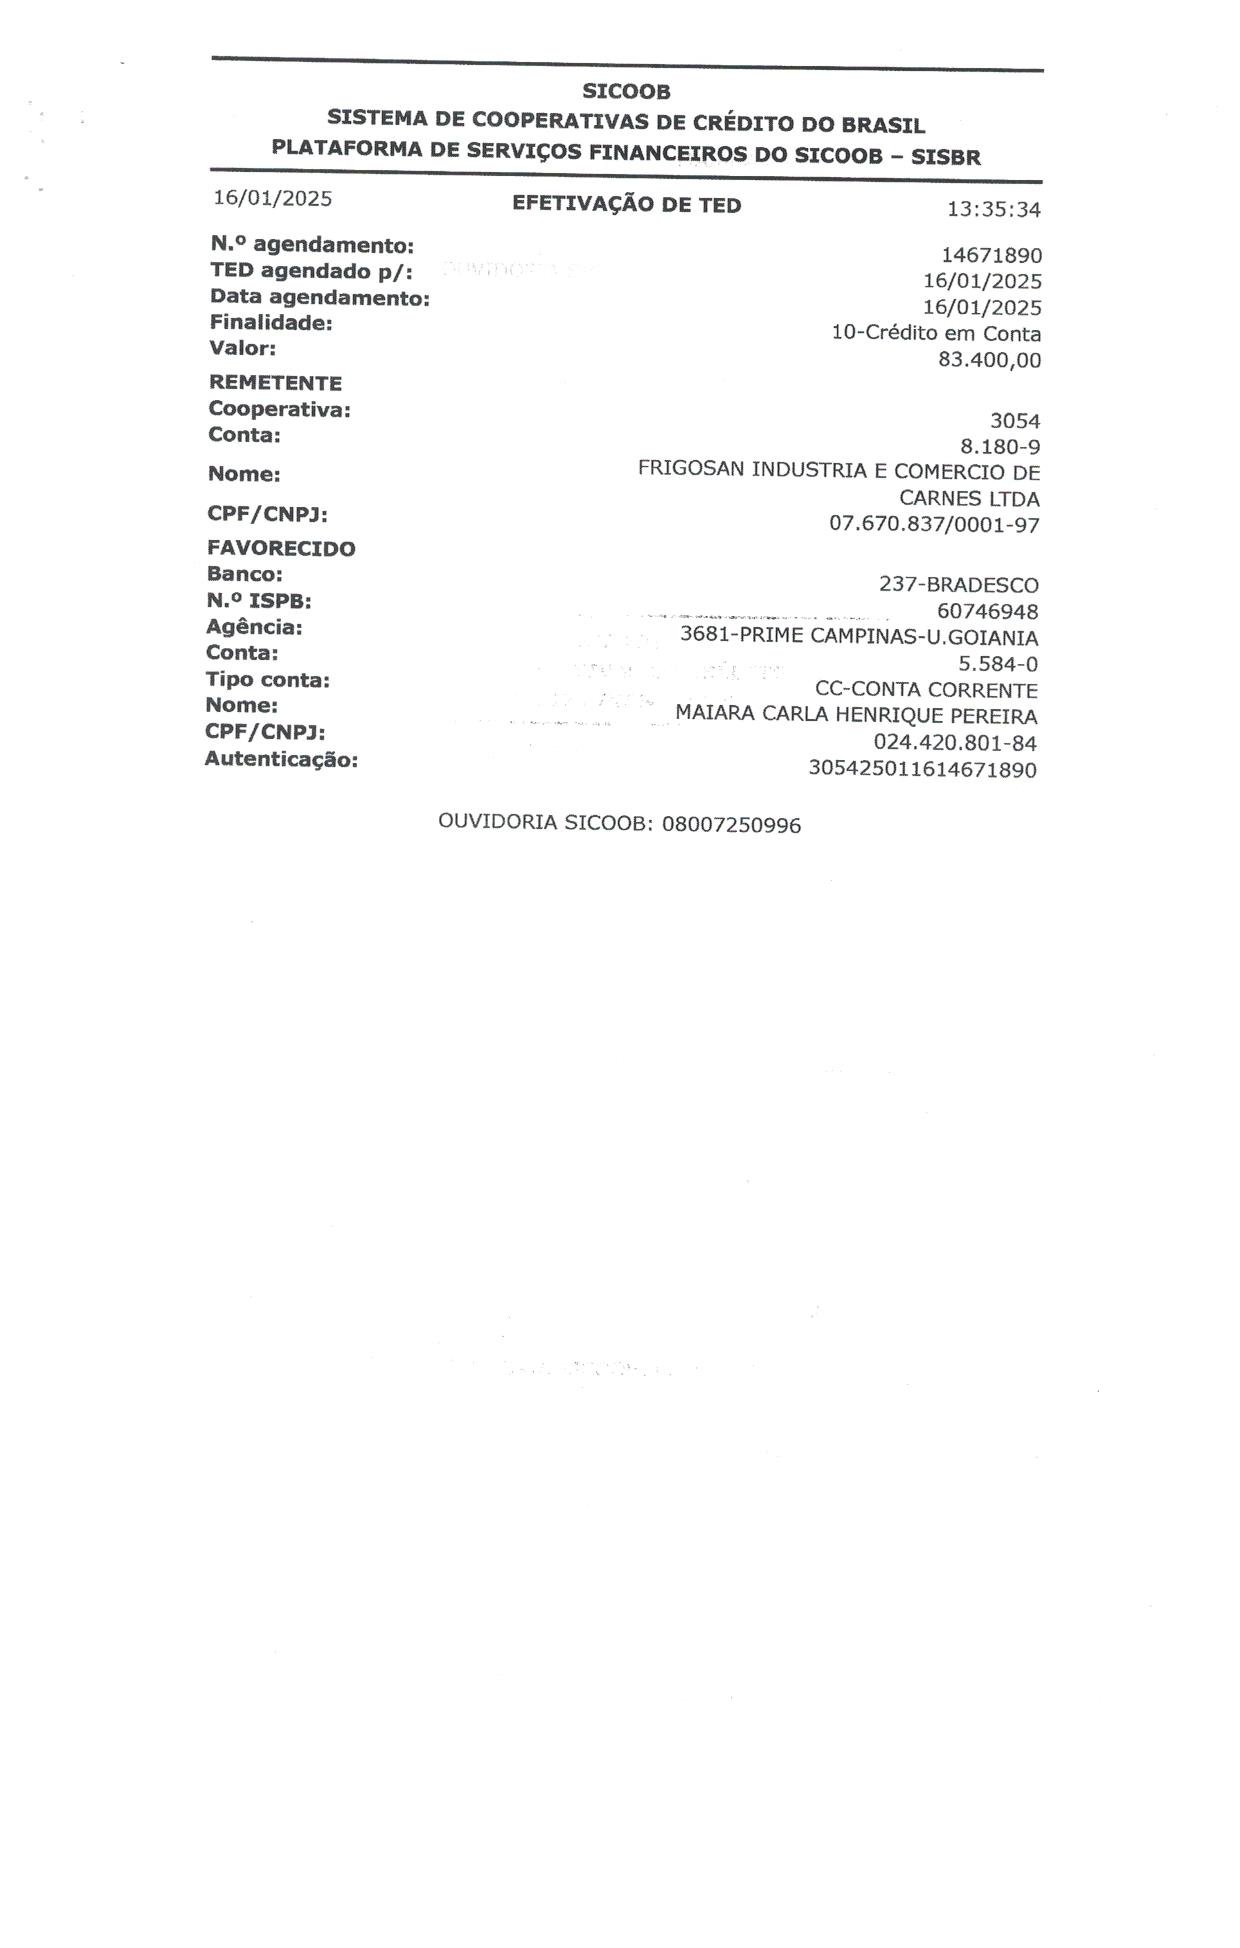 SICOOB
SISTEMA DE COOPERATIVAS DE CRÉDITO DO BRASIL
PLATAFORMA DE SERVIÇOS FINANCEIROS DO SICOOB – SISBR
16/01/2025 EFETIVAÇÃO DE TED 13:35:34
N.º agendamento: 14671890
TED agendado p/: 16/01/2025
Data agendamento: 16/01/2025
Finalidade: 10-Crédito em Conta
Valor: 83.400,00
REMETENTE
Cooperativa: 3054
Conta: 8.180-9
Nome: FRIGOSAN INDUSTRIA E COMERCIO DE
CARNES LTDA
CPF/CNPJ: 07.670.837/0001-97
FAVORECIDO
Banco: 237-BRADESCO
N.º ISPB: 60746948
Agência: 3681-PRIME CAMPINAS-U.GOIANIA
Conta: 5.584-0
Tipo conta: CC-CONTA CORRENTE
Nome: MAIARA CARLA HENRIQUE PEREIRA
CPF/CNPJ: 024.420.801-84
Autenticação: 305425011614671890
OUVIDORIA SICOOB: 08007250996